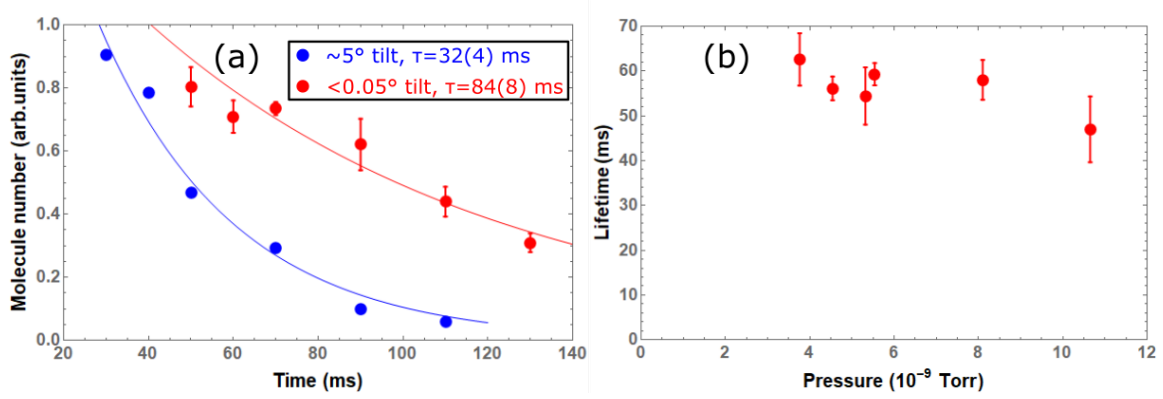 (a)
~5° tilt, τ=32(4) ms
<0.05° tilt, τ=84(8) ms
Molecule number (arb.units)
1.0
0.8
0.6
0.4
0.2
0.0
20 40 60 80 100 120 140
Time (ms)
(b)
Lifetime (ms)
70
60
50
40
30
20
10
0
0 2 4 6 8 10 12
Pressure (10⁻⁹ Torr)